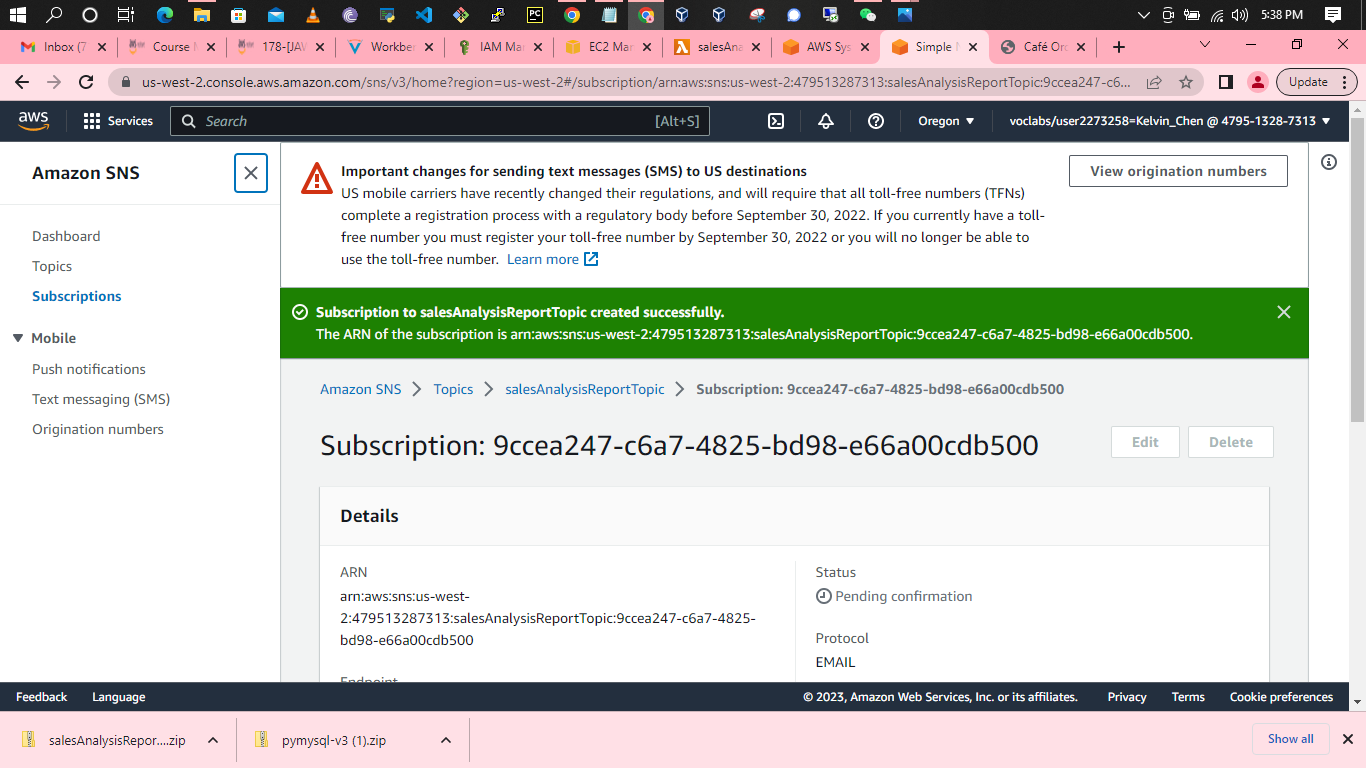 5:38 PM
Inbox (7
Course
178-[JAV
Workber
IAM Mar
EC2 Mar
salesAna
AWS Sys
Simple
Café Ord
us-west-2.console.aws.amazon.com/sns/v3/home?region=us-west-2#/subscription/arn:aws:sns:us-west-2:479513287313:salesAnalysisReportTopic:9ccea247-c6...
Update
aws
Services
Search
[Alt+S]
Oregon
voclabs/user2273258=Kelvin_Chen @ 4795-1328-7313
Amazon SNS
Dashboard
Topics
Subscriptions
Mobile
Push notifications
Text messaging (SMS)
Origination numbers
Important changes for sending text messages (SMS) to US destinations
US mobile carriers have recently changed their regulations, and will require that all toll-free numbers (TFNs)
complete a registration process with a regulatory body before September 30, 2022. If you currently have a toll-
free number you must register your toll-free number by September 30, 2022 or you will no longer be able to
use the toll-free number. Learn more
View origination numbers
Subscription to salesAnalysisReportTopic created successfully.
The ARN of the subscription is arn:aws:sns:us-west-2:479513287313:salesAnalysisReportTopic:9ccea247-c6a7-4825-bd98-e66a00cdb500.
Amazon SNS
Topics
salesAnalysisReportTopic
Subscription: 9ccea247-c6a7-4825-bd98-e66a00cdb500
Subscription: 9ccea247-c6a7-4825-bd98-e66a00cdb500
Edit
Delete
Details
ARN
arn:aws:sns:us-west-
2:479513287313:salesAnalysisReportTopic:9ccea247-c6a7-4825-
bd98-e66a00cdb500
Endpoint
Status
Pending confirmation
Protocol
EMAIL
Feedback
Language
© 2023, Amazon Web Services, Inc. or its affiliates.
Privacy
Terms
Cookie preferences
salesAnalysisRepor....zip
pymysql-v3 (1).zip
Show all